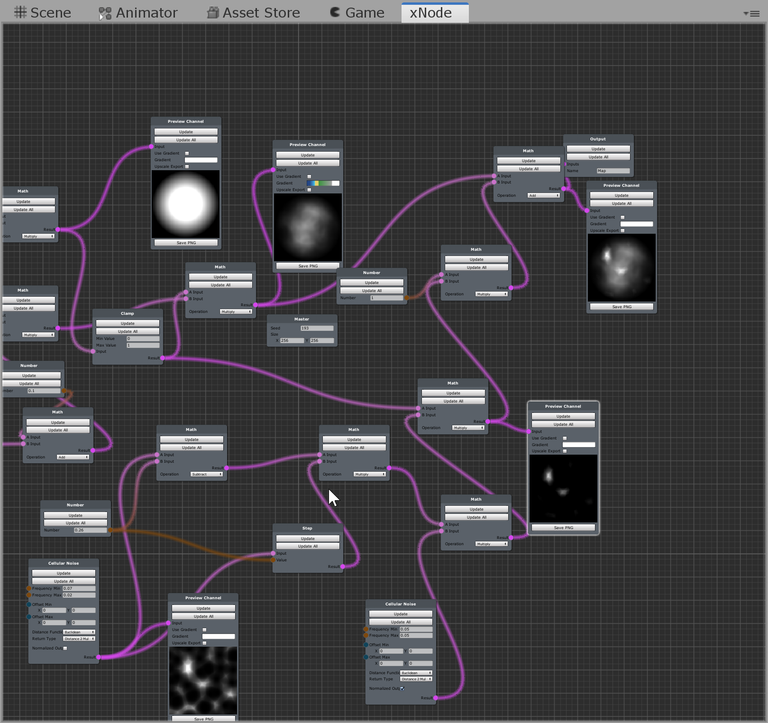 Scene
Animator
Asset Store
Game
xNode
Preview Channel
Update
Update All
Input
Use Gradient
Gradient
Upscale Export
Save PNG
Preview Channel
Update
Update All
Input
Use Gradient
Gradient
Upscale Export
Save PNG
Math
Update
Update All
A Input
B Input
Result
Operation Add
Output
Update
Update All
Input
Name Map
Preview Channel
Update
Update All
Input
Use Gradient
Gradient
Upscale Export
Save PNG
Math
Update
Update All
Result
Multiply
Math
Update
Update All
A Input
B Input
Result
Operation Multiply
Number
Update
Update All
Number 1
Math
Update
Update All
A Input
B Input
Result
Operation Multiply
Math
Update
Update All
Result
Multiply
Clamp
Update
Update All
Min Value 0
Max Value 1
Input
Result
Master
Seed 193
Size
X 256 Y 256
Number
Update
Update All
0.1
Math
Update
Update All
A Input
B Input
Result
Operation Add
Math
Update
Update All
A Input
B Input
Result
Operation Multiply
Preview Channel
Update
Update All
Input
Use Gradient
Gradient
Upscale Export
Save PNG
Math
Update
Update All
A Input
B Input
Result
Operation Subtract
Math
Update
Update All
A Input
B Input
Result
Operation Multiply
Number
Update
Update All
Number 0.26
Step
Update
Update All
Input
Value
Result
Math
Update
Update All
A Input
B Input
Result
Operation Multiply
Cellular Noise
Update
Update All
Frequency Min 0.07
Frequency Max 0.02
Offset Min
X 0 Y 0
Offset Max
X 0 Y 0
Distance Func Euclidean
Return Type Distance 2 Mul
Normalized Out
Result
Preview Channel
Update
Update All
Input
Use Gradient
Gradient
Upscale Export
Save PNG
Cellular Noise
Update
Update All
Frequency Min 0.05
Frequency Max 0.05
Offset Min
X 0 Y 0
Offset Max
X 0 Y 0
Distance Func Euclidean
Return Type Distance 2 Mul
Normalized Out
Result